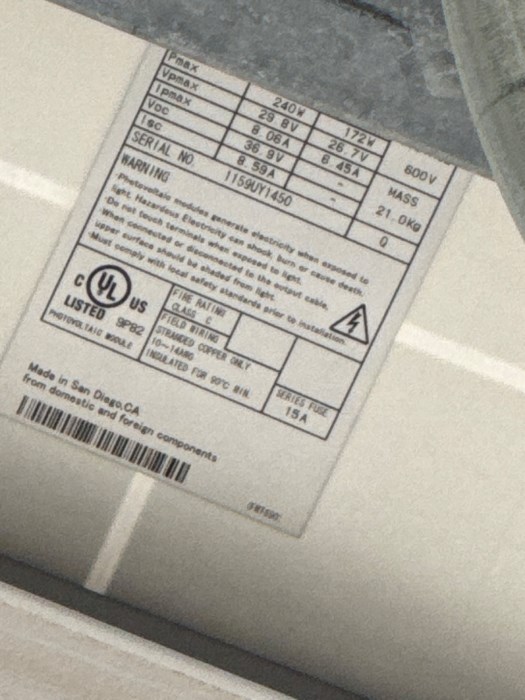 Pmax 240W 172W 600V
Vpmax 29.8V 26.7V
Ipmax 8.06A 6.45A MASS
Voc 36.9V - 21.0Kg
Isc 8.59A -
SERIAL NO. 1159UY1450 Q
WARNING
Photovoltaic modules generate electricity when exposed to
light. Hazardous Electricity can shock, burn or cause death.
Do not touch terminals when exposed to light.
When connected or disconnected to the output cable,
upper surface should be shaded from light.
Must comply with local safety standards prior to installation.
C UL US
LISTED 9P82
PHOTOVOLTAIC MODULE
FIRE RATING
CLASS C
FIELD WIRING
STRANDED COPPER ONLY
10~14AWG
INSULATED FOR 90℃ MIN.
SERIES FUSE
15A
Made in San Diego,CA
from domestic and foreign components